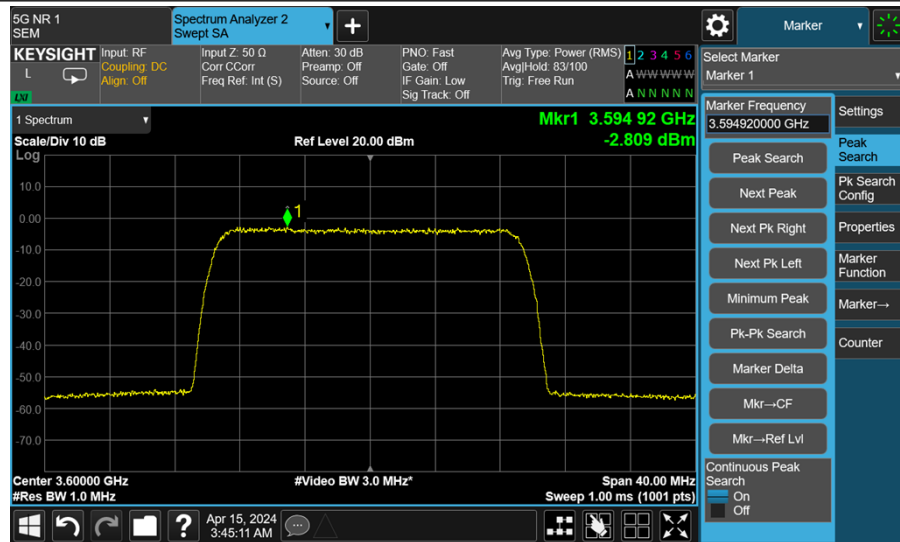 5G NR 1
SEM
Spectrum Analyzer 2
Swept SA
Marker
KEYSIGHT
L
LXI
Input: RF
Coupling: DC
Align: Off
Input Z: 50 Ω
Corr CCorr
Freq Ref: Int (S)
Atten: 30 dB
Preamp: Off
Source: Off
PNO: Fast
Gate: Off
IF Gain: Low
Sig Track: Off
Avg Type: Power (RMS)
Avg|Hold: 83/100
Trig: Free Run
1 2 3 4 5 6
A W W W W W
A N N N N N
Select Marker
Marker 1
1 Spectrum
Mkr1 3.594 92 GHz
-2.809 dBm
Scale/Div 10 dB
Ref Level 20.00 dBm
Log
10.0
0.00
-10.0
-20.0
-30.0
-40.0
-50.0
-60.0
-70.0
1
Center 3.60000 GHz
#Video BW 3.0 MHz*
Span 40.00 MHz
#Res BW 1.0 MHz
Sweep 1.00 ms (1001 pts)
Marker Frequency
3.594920000 GHz
Peak Search
Next Peak
Next Pk Right
Next Pk Left
Minimum Peak
Pk-Pk Search
Marker Delta
Mkr→CF
Mkr→Ref Lvl
Continuous Peak
Search
On
Off
Settings
Peak
Search
Pk Search
Config
Properties
Marker
Function
Marker→
Counter
?
Apr 15, 2024
3:45:11 AM